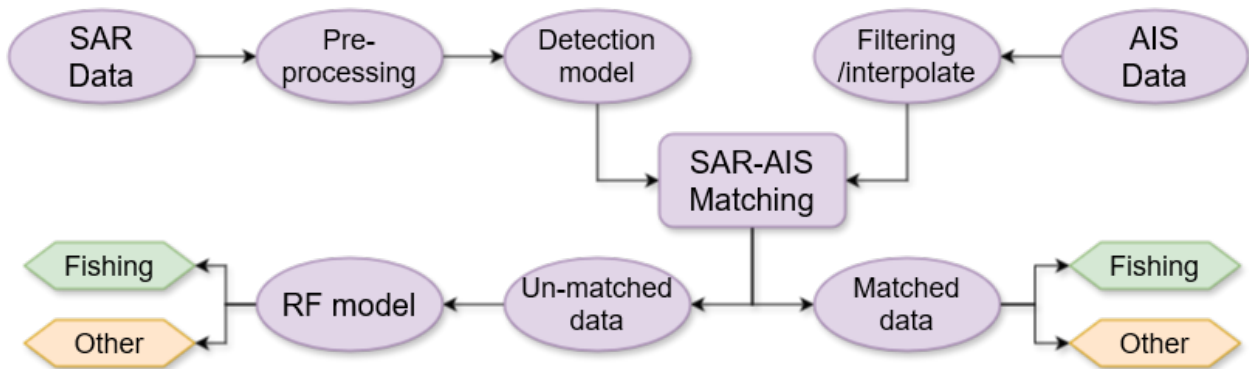 SAR
Data
Pre-
processing
Detection
model
Filtering
/interpolate
AIS
Data
SAR-AIS
Matching
Fishing
Other
RF model
Un-matched
data
Matched
data
Fishing
Other